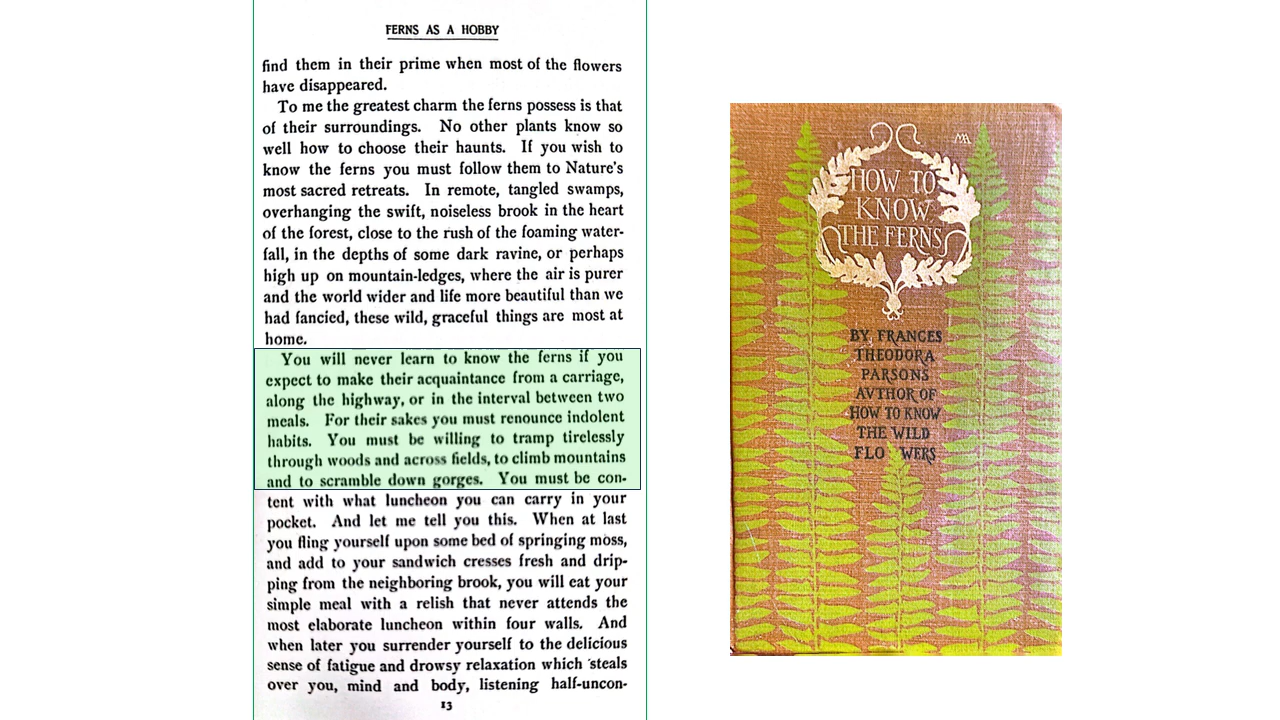 FERNS AS A HOBBY
find them in their prime when most of the flowers
have disappeared.
To me the greatest charm the ferns possess is that
of their surroundings. No other plants know so
well how to choose their haunts. If you wish to
know the ferns you must follow them to Nature's
most sacred retreats. In remote, tangled swamps,
overhanging the swift, noiseless brook in the heart
of the forest, close to the rush of the foaming water-
fall, in the depths of some dark ravine, or perhaps
high up on mountain-ledges, where the air is purer
and the world wider and life more beautiful than we
had fancied, these wild, graceful things are most at
home.
You will never learn to know the ferns if you
expect to make their acquaintance from a carriage,
along the highway, or in the interval between two
meals. For their sakes you must renounce indolent
habits. You must be willing to tramp tirelessly
through woods and across fields, to climb mountains
and to scramble down gorges. You must be con-
tent with what luncheon you can carry in your
pocket. And let me tell you this. When at last
you fling yourself upon some bed of springing moss,
and add to your sandwich cresses fresh and drip-
ping from the neighboring brook, you will eat your
simple meal with a relish that never attends the
most elaborate luncheon within four walls. And
when later you surrender yourself to the delicious
sense of fatigue and drowsy relaxation which steals
over you, mind and body, listening half-uncon-
13
HOW TO
KNOW
THE FERNS
BY FRANCES
THEODORA
PARSONS
AVTHOR OF
HOW TO KNOW
THE WILD
FLO WERS